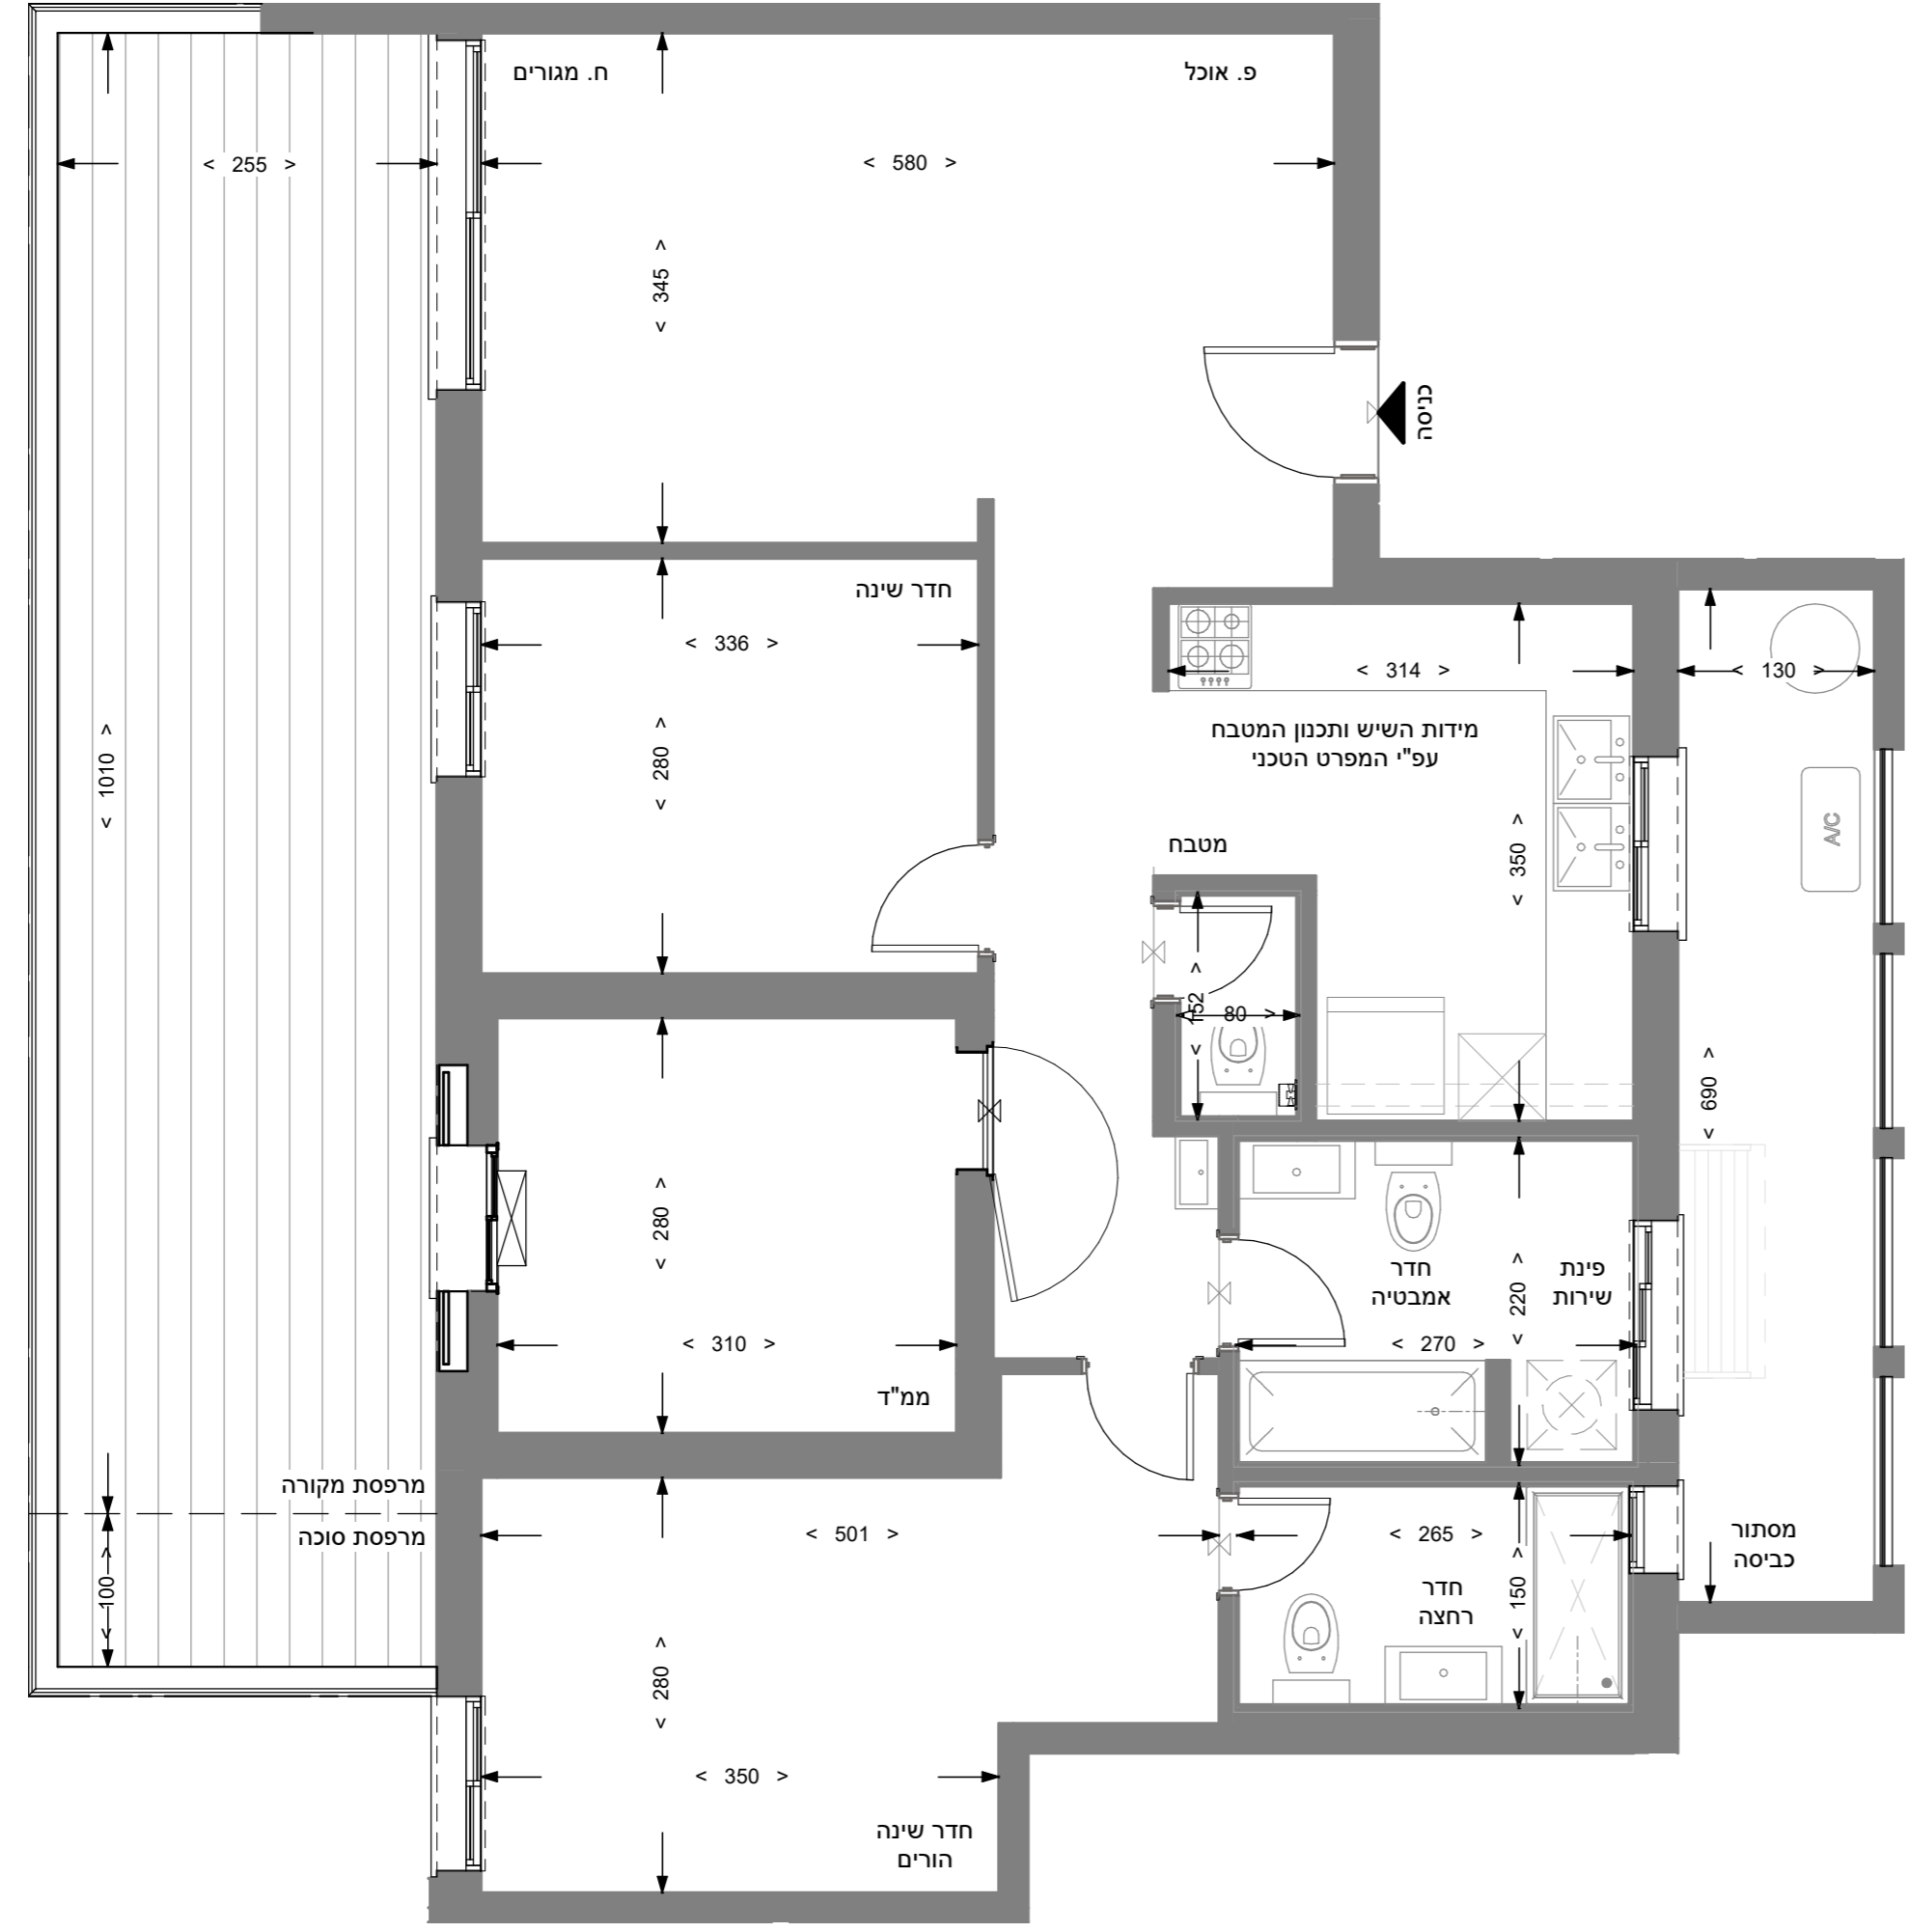 ח. מגורים
פ. אוכל
< 255 >
< 580 >
< 345 >
כניסה
חדר שינה
< 336 >
< 314 >
< 130 >
< 1010 >
< 280 >
מידות השיש ותכנון המטבח
עפ"י המפרט הטכני
< 350 >
A/C
מטבח
< 152 >
80 >
< 690 >
< 280 >
חדר
אמבטיה
פינת
שירות
< 220 >
< 310 >
< 270 >
ממ"ד
מרפסת מקורה
מרפסת סוכה
< 100 >
< 501 >
< 265 >
מסתור
כביסה
חדר
רחצה
< 150 >
< 280 >
< 350 >
חדר שינה
הורים